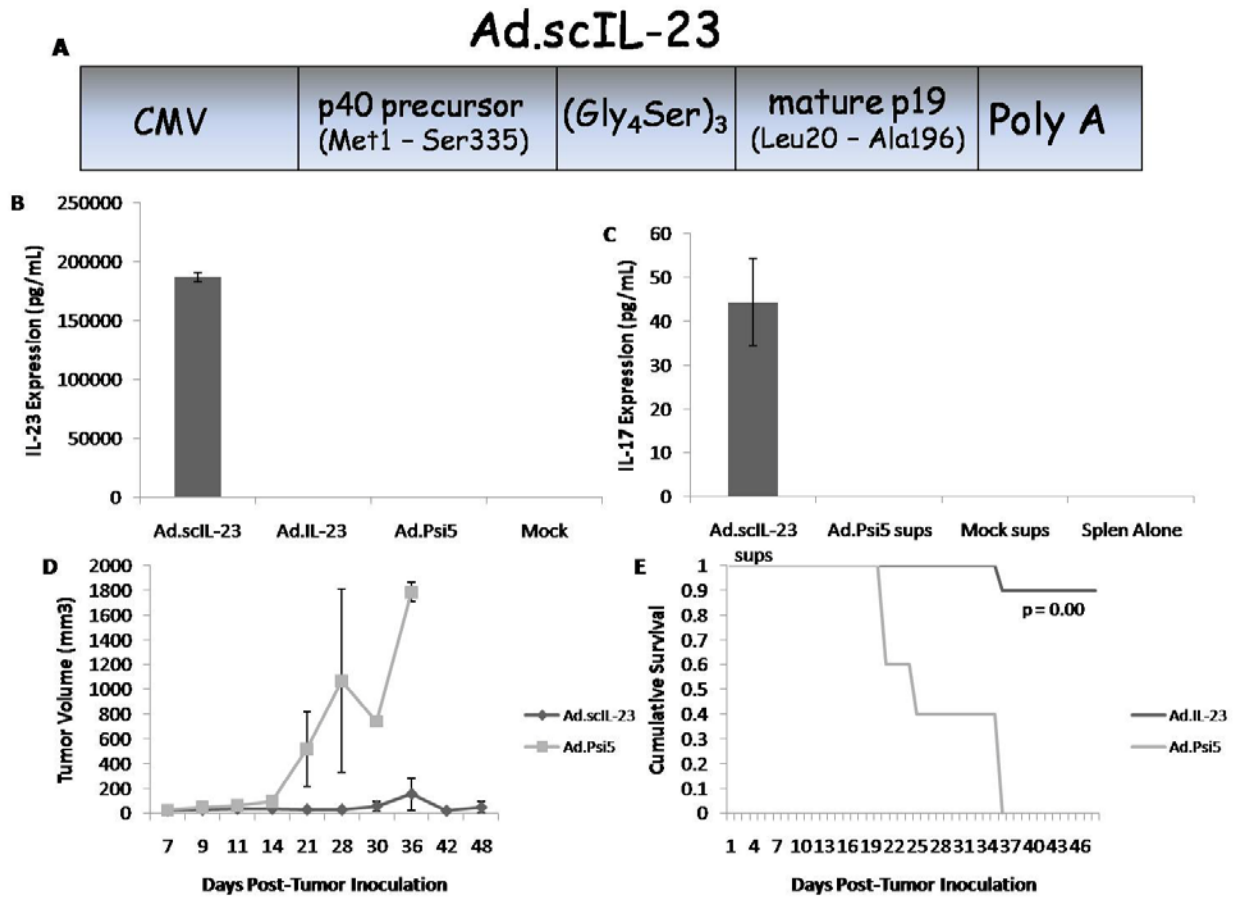 Ad.scIL-23
A
CMV
p40 precursor
(Met1 – Ser335)
(Gly4Ser)3
mature p19
(Leu20 – Ala196)
Poly A
B
IL-23 Expression (pg/mL)
250000
200000
150000
100000
50000
0
Ad.scIL-23 Ad.IL-23 Ad.Psi5 Mock
C
IL-17 Expression (pg/mL)
60
50
40
30
20
10
0
Ad.scIL-23 sups Ad.Psi5 sups Mock sups Splen Alone
D
Tumor Volume (mm3)
2000
1800
1600
1400
1200
1000
800
600
400
200
0
7 9 11 14 21 28 30 36 42 48
Days Post-Tumor Inoculation
Ad.scIL-23
Ad.Psi5
E
Cumulative Survival
1
0.9
0.8
0.7
0.6
0.5
0.4
0.3
0.2
0.1
0
p = 0.00
1 4 7 10 13 16 19 22 25 28 31 34 37 40 43 46
Days Post-Tumor Inoculation
Ad.IL-23
Ad.Psi5